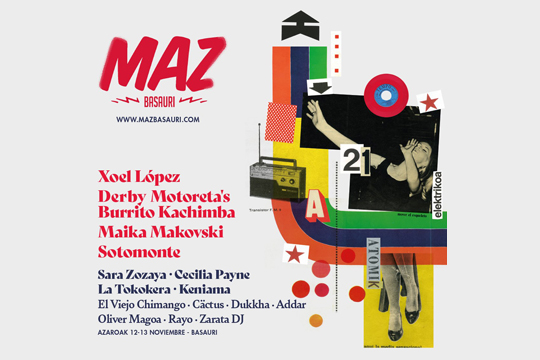 MAZ
BASAURI
WWW.MAZBASAURI.COM
Xoel López
Derby Motoreta's
Burrito Kachimba
Maika Makovski
Sotomonte
Sara Zozaya · Cecilia Payne
La Tokokera · Keniama
El Viejo Chimango · Cäctus · Dukkha · Addar
Oliver Magoa · Rayo · Zarata DJ
AZAROAK 12-13 NOVIEMBRE - BASAURI
21
elektrikoa
A
ATOMIK